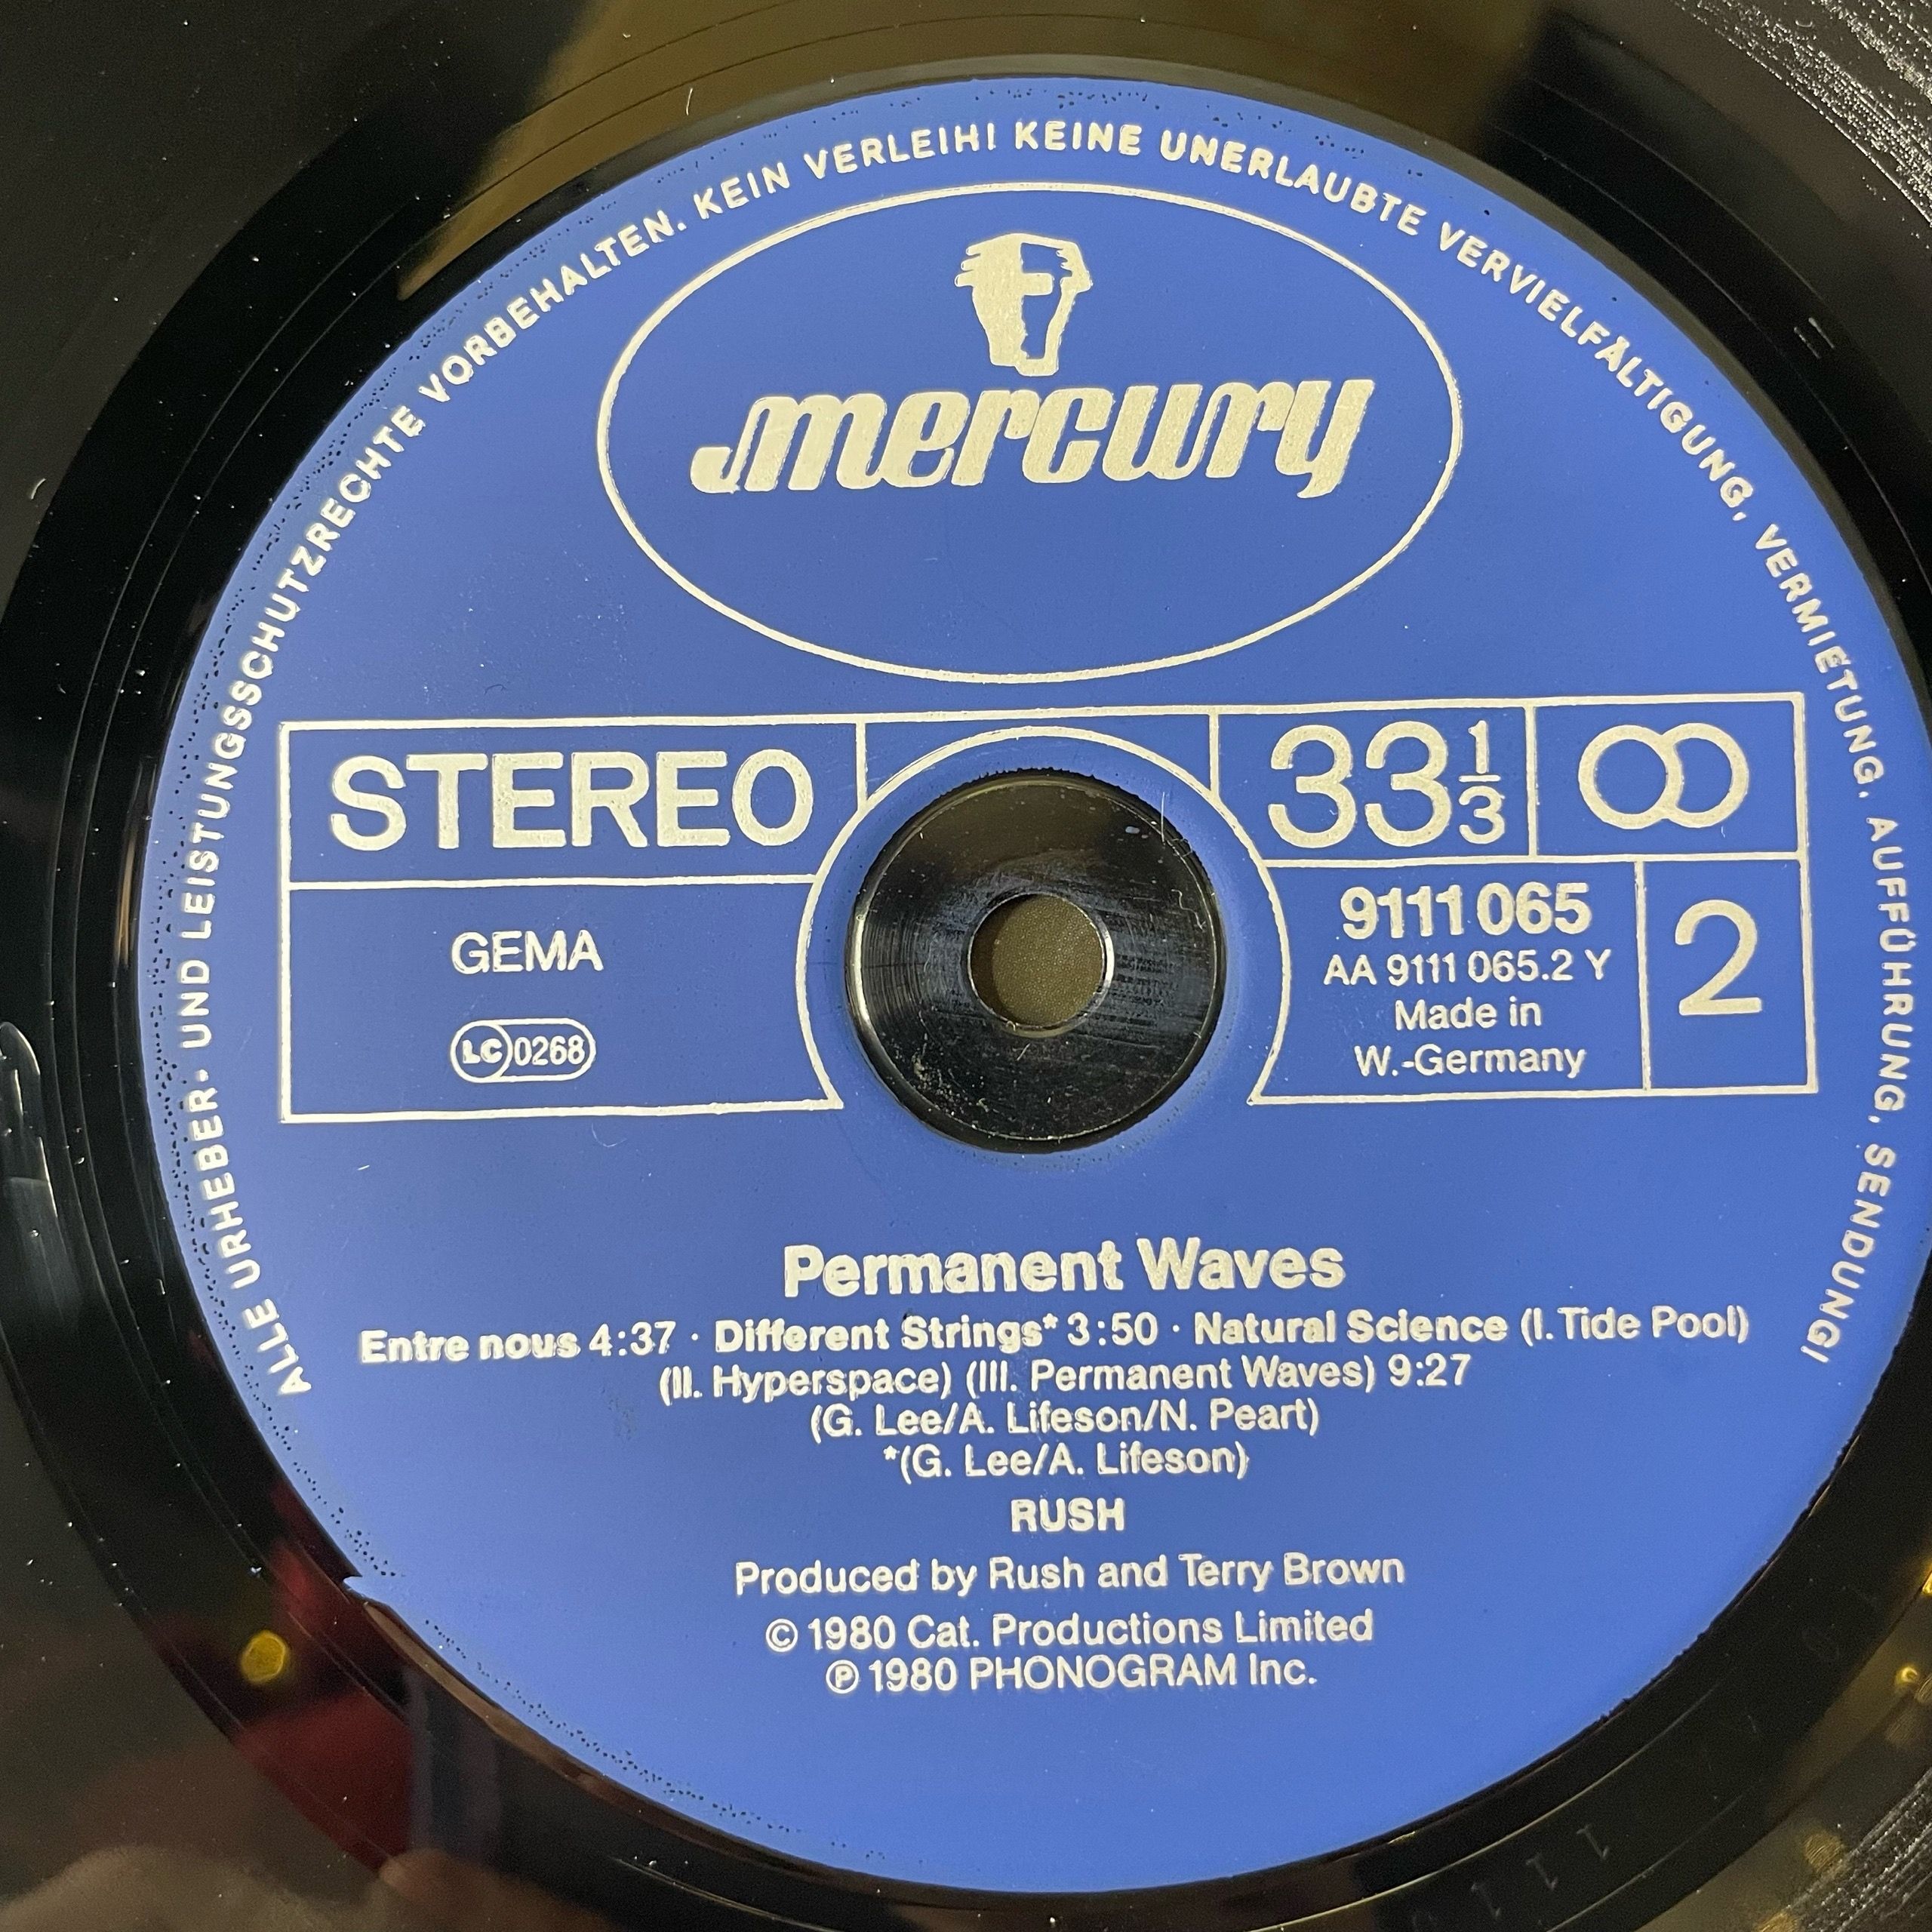 ALLE URHEBER- UND LEISTUNGSSCHUTZRECHTE VORBEHALTEN. KEIN VERLEIH! KEINE UNERLAUBTE VERVIELFÄLTIGUNG, VERMIETUNG, AUFFÜHRUNG, SENDUNG!
mercury
STEREO
33 1/3
GEMA
LC 0268
9111 065
AA 9111 065.2 Y
Made in
W.-Germany
2
Permanent Waves
Entre nous 4:37 · Different Strings* 3:50 · Natural Science (I. Tide Pool)
(II. Hyperspace) (III. Permanent Waves) 9:27
(G. Lee/A. Lifeson/N. Peart)
*(G. Lee/A. Lifeson)
RUSH
Produced by Rush and Terry Brown
© 1980 Cat. Productions Limited
℗ 1980 PHONOGRAM Inc.